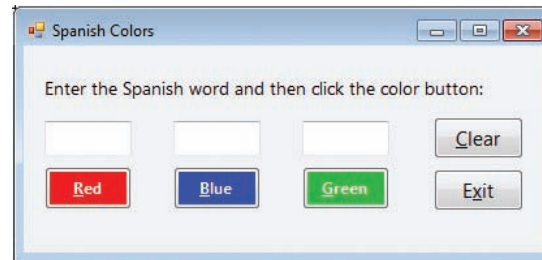 Spanish Colors
Enter the Spanish word and then click the color button:
Clear
Red Blue Green Exit